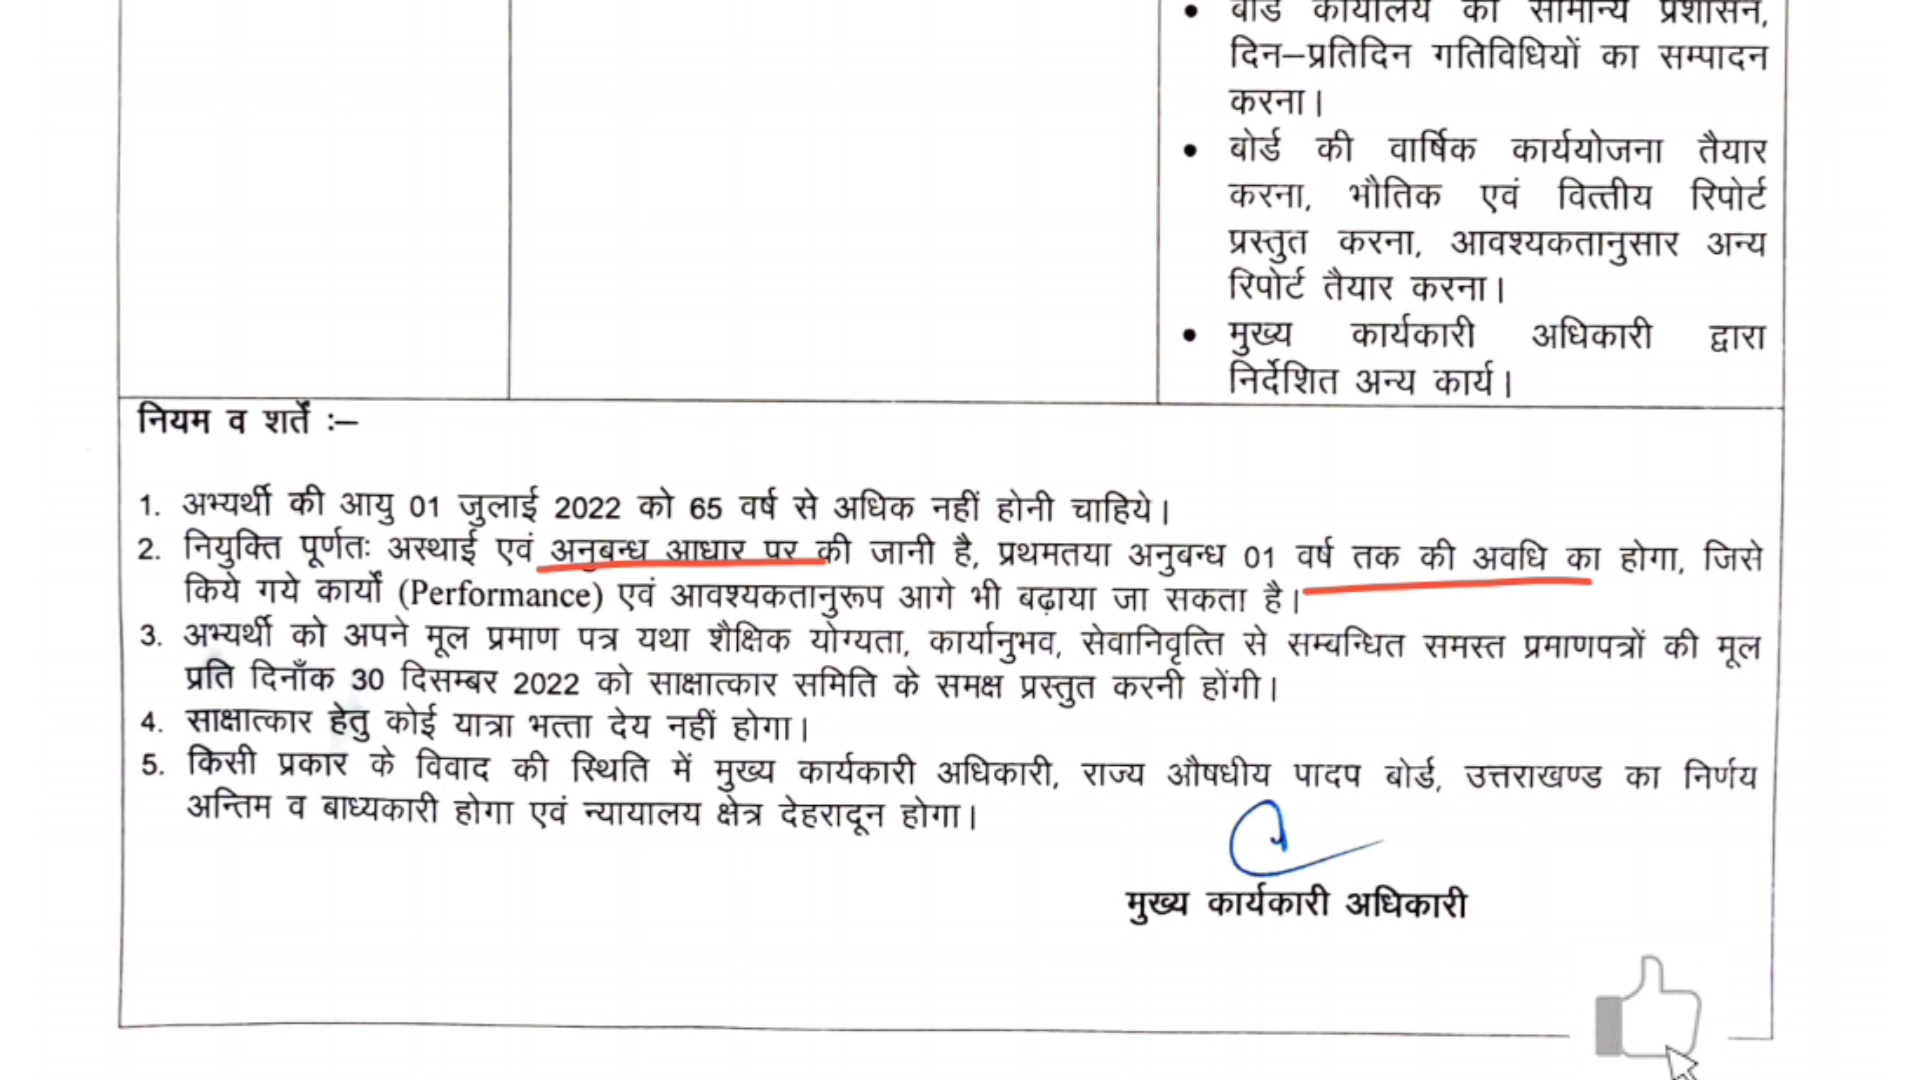 बोर्ड कार्यालय का सामान्य प्रशासन,
दिन–प्रतिदिन गतिविधियों का सम्पादन
करना।
बोर्ड की वार्षिक कार्ययोजना तैयार
करना, भौतिक एवं वित्तीय रिपोर्ट
प्रस्तुत करना, आवश्यकतानुसार अन्य
रिपोर्ट तैयार करना।
मुख्य कार्यकारी अधिकारी द्वारा
निर्देशित अन्य कार्य।
नियम व शर्तें :–
1. अभ्यर्थी की आयु 01 जुलाई 2022 को 65 वर्ष से अधिक नहीं होनी चाहिये।
2. नियुक्ति पूर्णतः अस्थाई एवं अनुबन्ध आधार पर की जानी है, प्रथमतया अनुबन्ध 01 वर्ष तक की अवधि का होगा, जिसे
किये गये कार्यों (Performance) एवं आवश्यकतानुरूप आगे भी बढ़ाया जा सकता है।
3. अभ्यर्थी को अपने मूल प्रमाण पत्र यथा शैक्षिक योग्यता, कार्यानुभव, सेवानिवृत्ति से सम्बन्धित समस्त प्रमाणपत्रों की मूल
प्रति दिनाँक 30 दिसम्बर 2022 को साक्षात्कार समिति के समक्ष प्रस्तुत करनी होंगी।
4. साक्षात्कार हेतु कोई यात्रा भत्ता देय नहीं होगा।
5. किसी प्रकार के विवाद की स्थिति में मुख्य कार्यकारी अधिकारी, राज्य औषधीय पादप बोर्ड, उत्तराखण्ड का निर्णय
अन्तिम व बाध्यकारी होगा एवं न्यायालय क्षेत्र देहरादून होगा।
मुख्य कार्यकारी अधिकारी